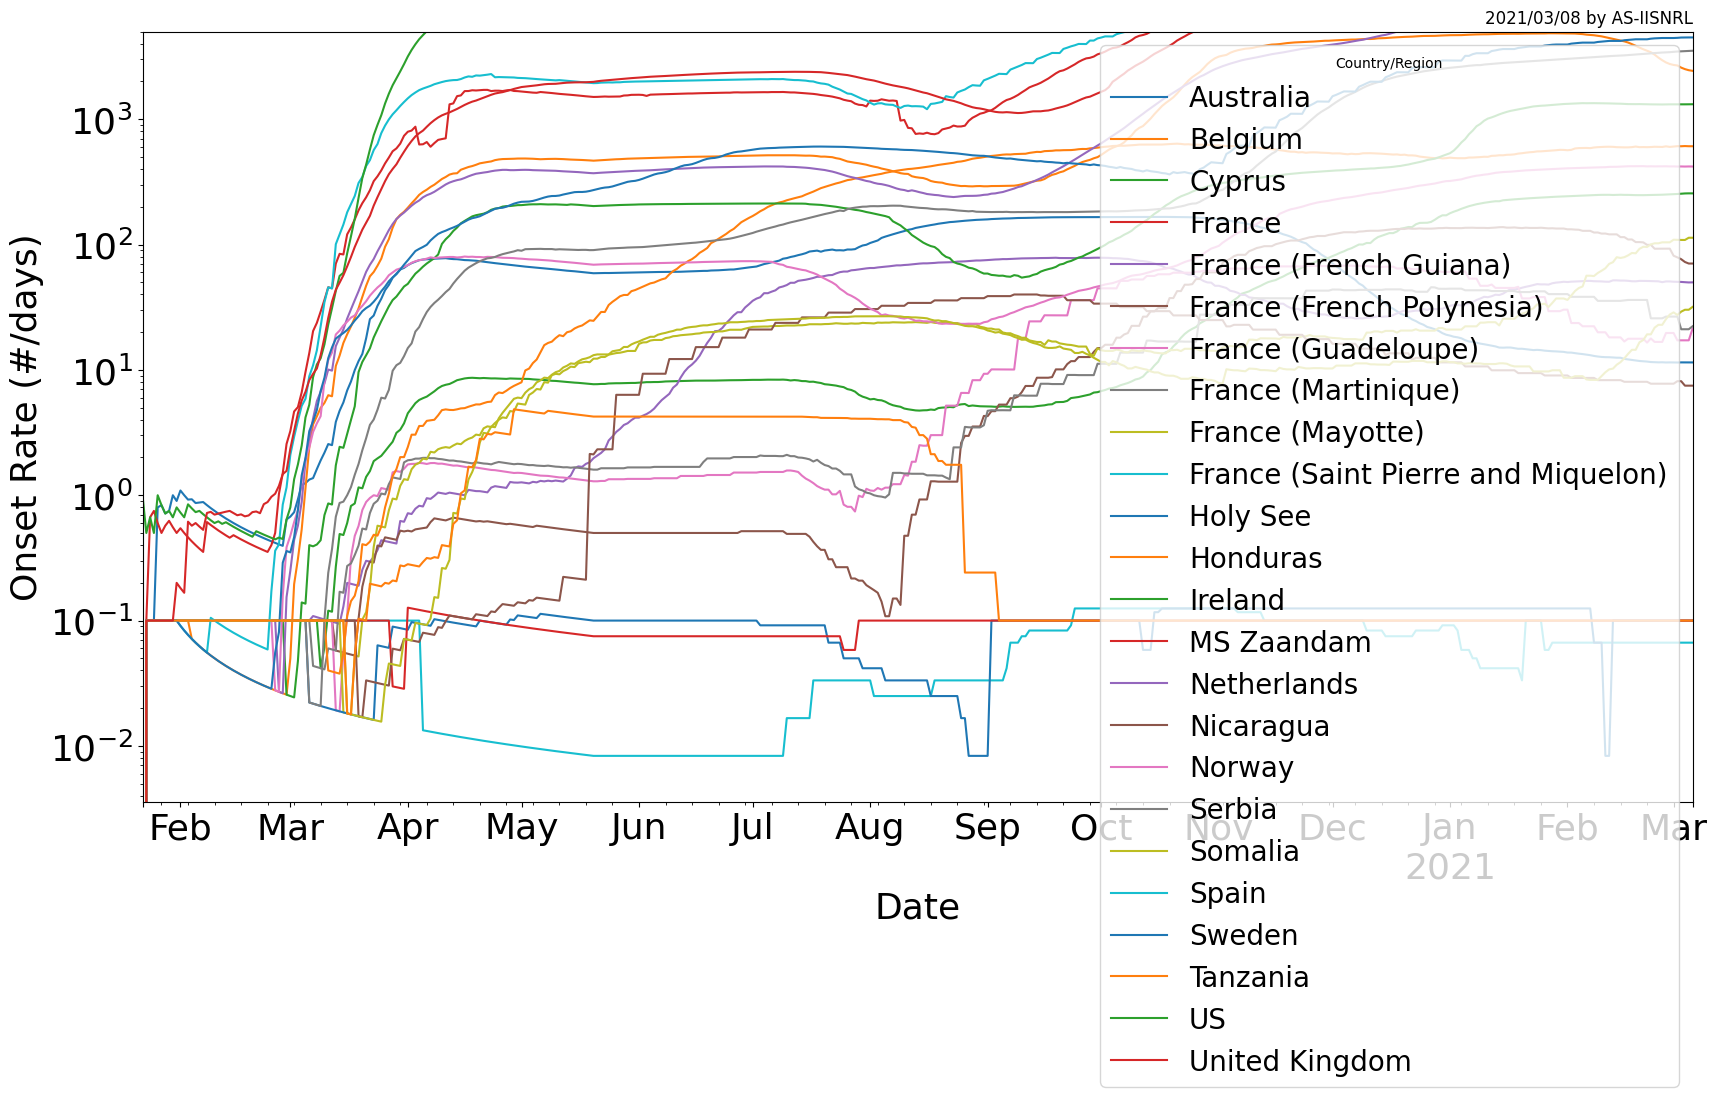 2021/03/08 by AS-IISNRL
Onset Rate (#/days)
10³
10²
10¹
10⁰
10⁻¹
10⁻²
Country/Region
Australia
Belgium
Cyprus
France
France (French Guiana)
France (French Polynesia)
France (Guadeloupe)
France (Martinique)
France (Mayotte)
France (Saint Pierre and Miquelon)
Holy See
Honduras
Ireland
MS Zaandam
Netherlands
Nicaragua
Norway
Serbia
Somalia
Spain
Sweden
Tanzania
US
United Kingdom
Feb Mar Apr May Jun Jul Aug Sep Oct Nov Dec Jan Feb Mar
2021
Date